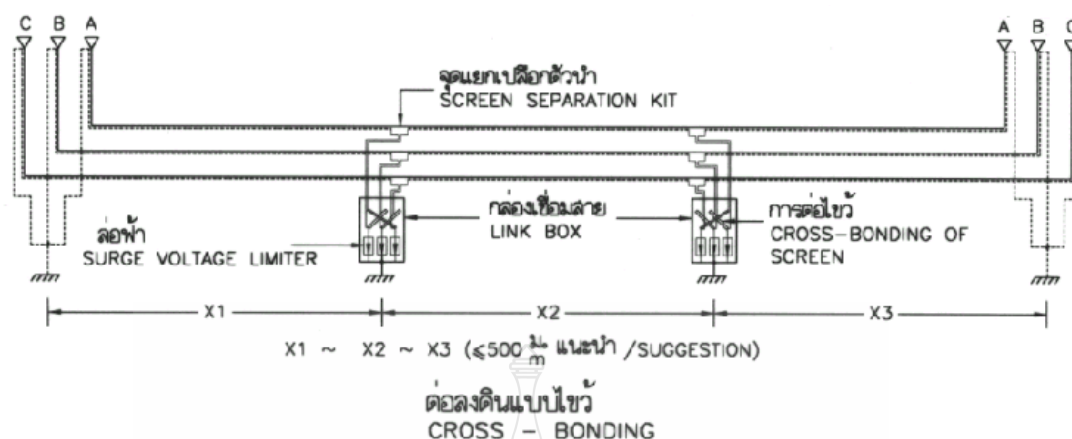 C B A
A B C
จุดแยกเปลือกตัวนำ
SCREEN SEPARATION KIT
ล่อฟ้า
SURGE VOLTAGE LIMITER
กล่องเชื่อมสาย
LINK BOX
การต่อไขว้
CROSS-BONDING OF
SCREEN
X1
X2
X3
X1 ~ X2 ~ X3 (≤500 ม/m แนะนำ /SUGGESTION)
ต่อลงดินแบบไขว้
CROSS - BONDING